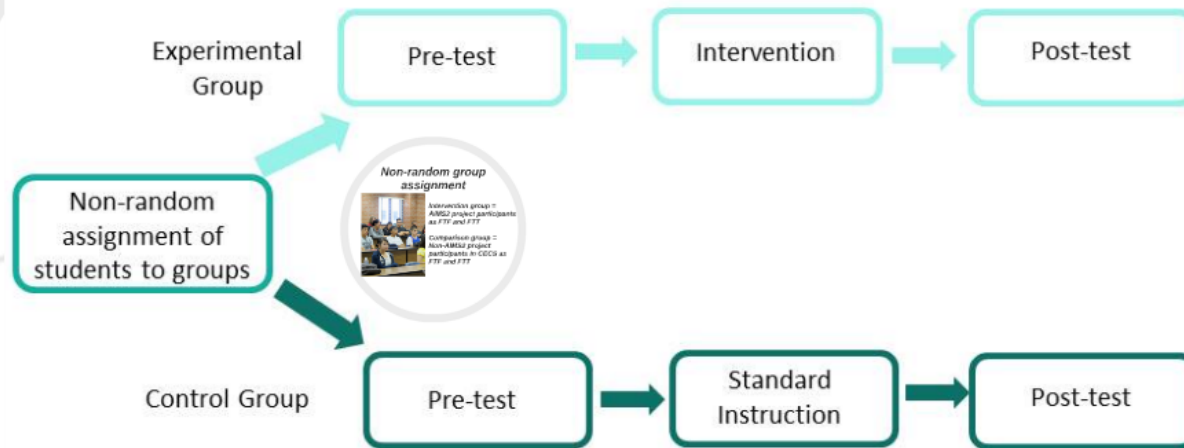 Experimental
Group
Pre-test
Intervention
Post-test
Non-random
assignment of
students to groups
Non-random group
assignment
Intervention group =
AIMS2 project participants
as FTF and FTT
Comparison group =
Non-AIMS2 project
participants in CECS as
FTF and FTT
Control Group
Pre-test
Standard
Instruction
Post-test